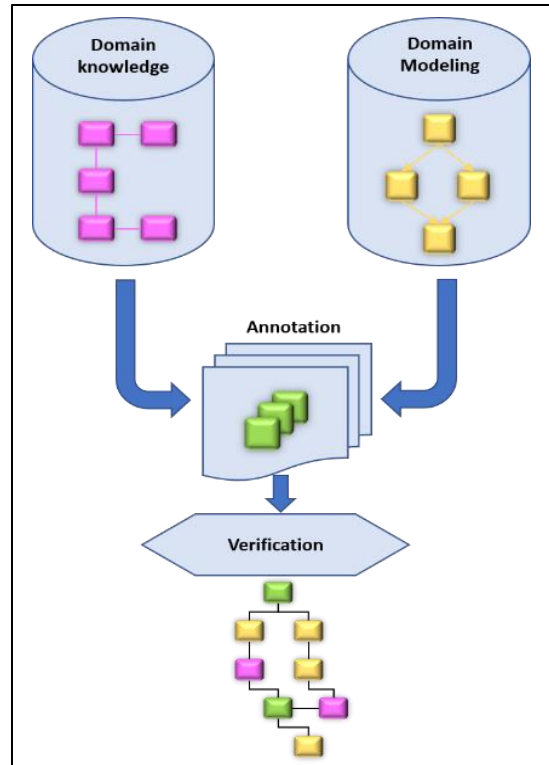 Domain
knowledge
Domain
Modeling
Annotation
Verification